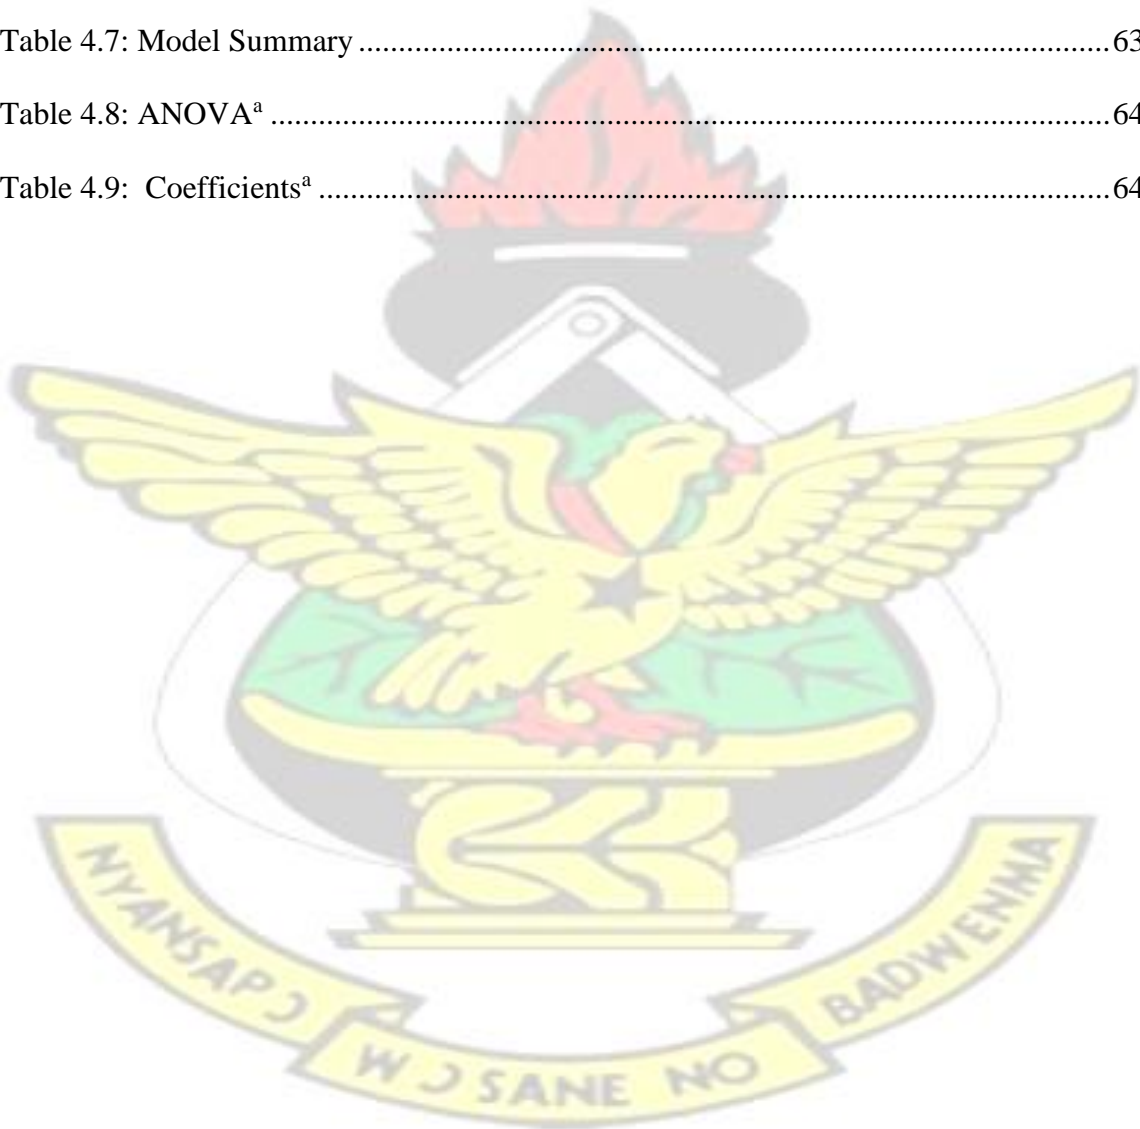 Table 4.7: Model Summary ...............................................................................................63
Table 4.8: ANOVAᵃ ..........................................................................................................64
Table 4.9:  Coefficientsᵃ ....................................................................................................64
NYANSAPƆ
WƆSANE NO
BADWENMA